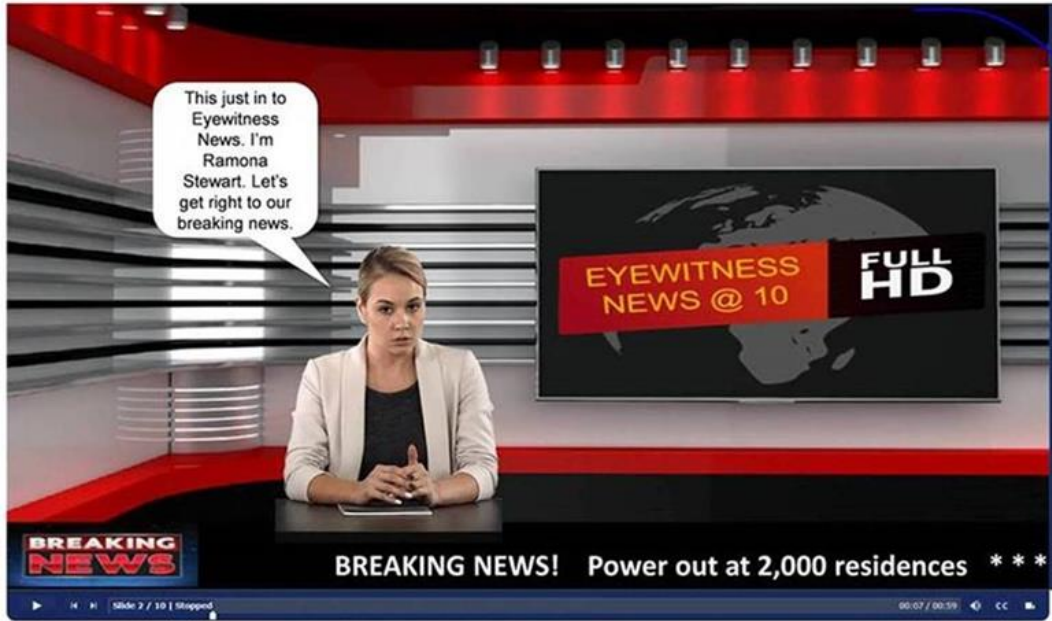 This just in to
Eyewitness
News. I'm
Ramona
Stewart. Let's
get right to our
breaking news.
EYEWITNESS
NEWS @ 10
FULL
HD
BREAKING
NEWS
BREAKING NEWS! Power out at 2,000 residences * * *
Slide 2 / 10 | Stopped
00:07 / 00:59
CC